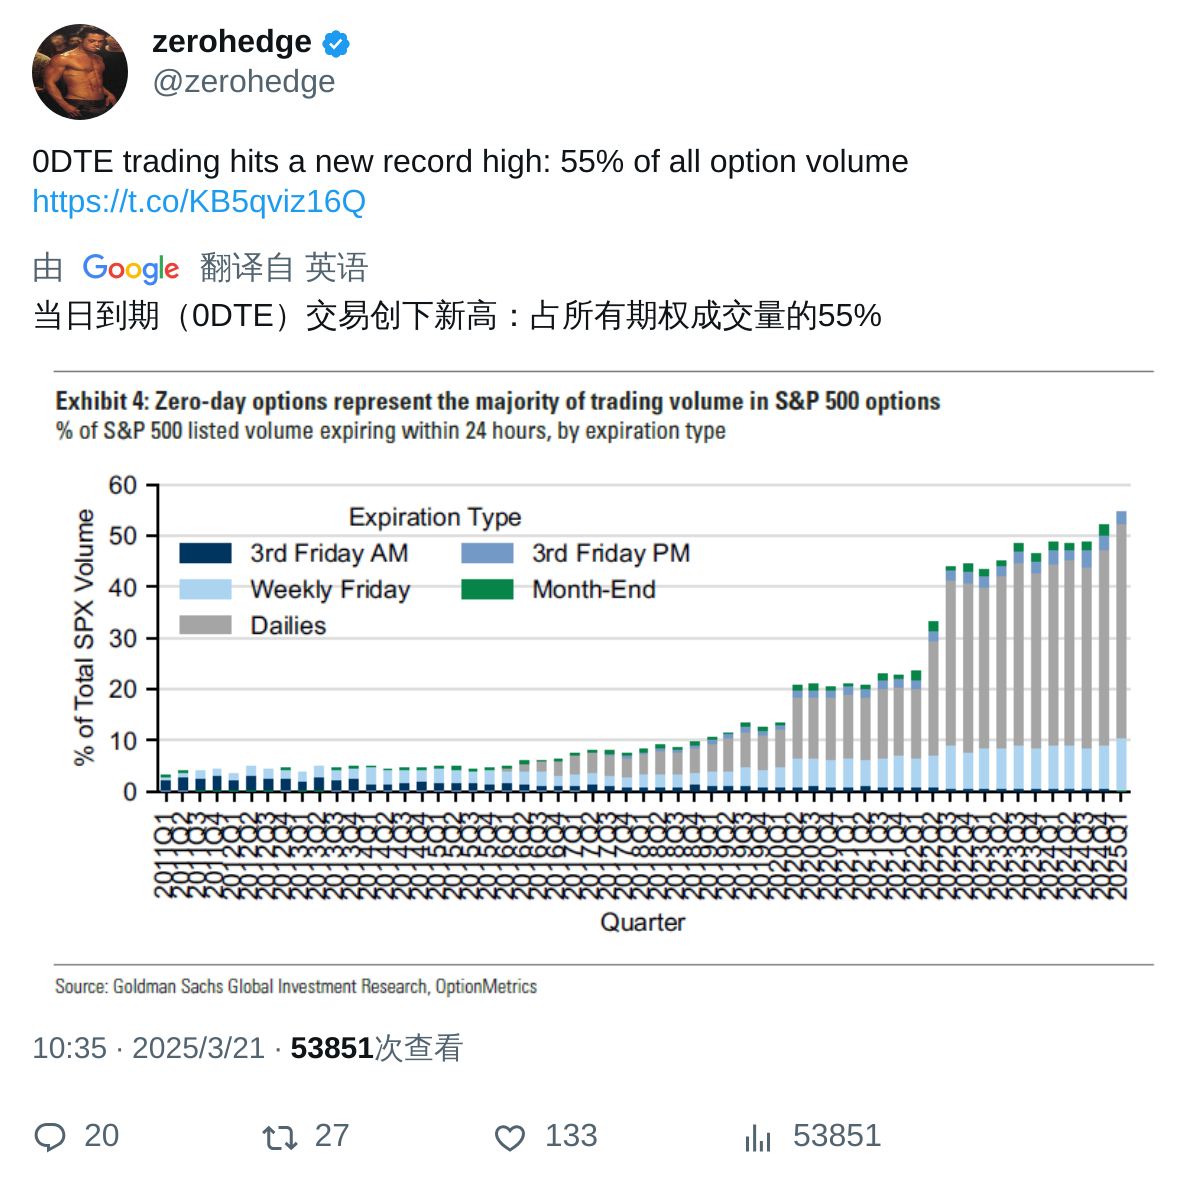 zerohedge
@zerohedge
0DTE trading hits a new record high: 55% of all option volume
https://t.co/KB5qviz16Q
由 Google 翻译自 英语
当日到期（0DTE）交易创下新高：占所有期权成交量的55%
Exhibit 4: Zero-day options represent the majority of trading volume in S&P 500 options
% of S&P 500 listed volume expiring within 24 hours, by expiration type
% of Total SPX Volume
60
50
40
30
20
10
0
Expiration Type
3rd Friday AM
3rd Friday PM
Weekly Friday
Month-End
Dailies
2011Q1
2011Q2
2011Q3
2011Q4
2012Q1
2012Q2
2012Q3
2012Q4
2013Q1
2013Q2
2013Q3
2013Q4
2014Q1
2014Q2
2014Q3
2014Q4
2015Q1
2015Q2
2015Q3
2015Q4
2016Q1
2016Q2
2016Q3
2016Q4
2017Q1
2017Q2
2017Q3
2017Q4
2018Q1
2018Q2
2018Q3
2018Q4
2019Q1
2019Q2
2019Q3
2019Q4
2020Q1
2020Q2
2020Q3
2020Q4
2021Q1
2021Q2
2021Q3
2021Q4
2022Q1
2022Q2
2022Q3
2022Q4
2023Q1
2023Q2
2023Q3
2023Q4
2024Q1
2024Q2
2024Q3
2024Q4
2025Q1
Quarter
Source: Goldman Sachs Global Investment Research, OptionMetrics
10:35 · 2025/3/21 · 53851次查看
20
27
133
53851